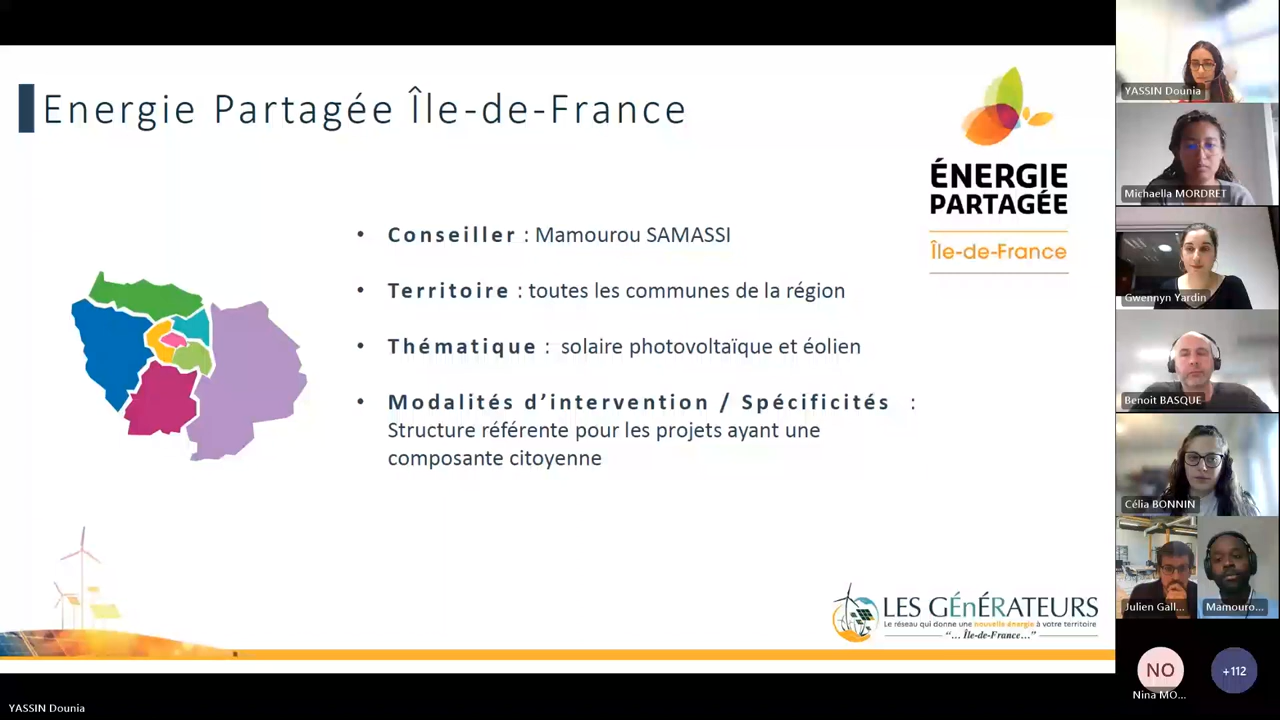 Energie Partagée Île-de-France
ÉNERGIE
PARTAGÉE
Île-de-France
• Conseiller : Mamourou SAMASSI
• Territoire : toutes les communes de la région
• Thématique : solaire photovoltaïque et éolien
• Modalités d’intervention / Spécificités :
Structure référente pour les projets ayant une
composante citoyenne
LES GÉnÉRATEURS
Le réseau qui donne une nouvelle énergie à votre territoire
“… Île-de-France…”
YASSIN Dounia
Michaella MORDRET
Gwennyn Yardin
Benoit BASQUE
Célia BONNIN
Julien Gall...
Mamouro...
NO
+112
Nina MO...
YASSIN Dounia